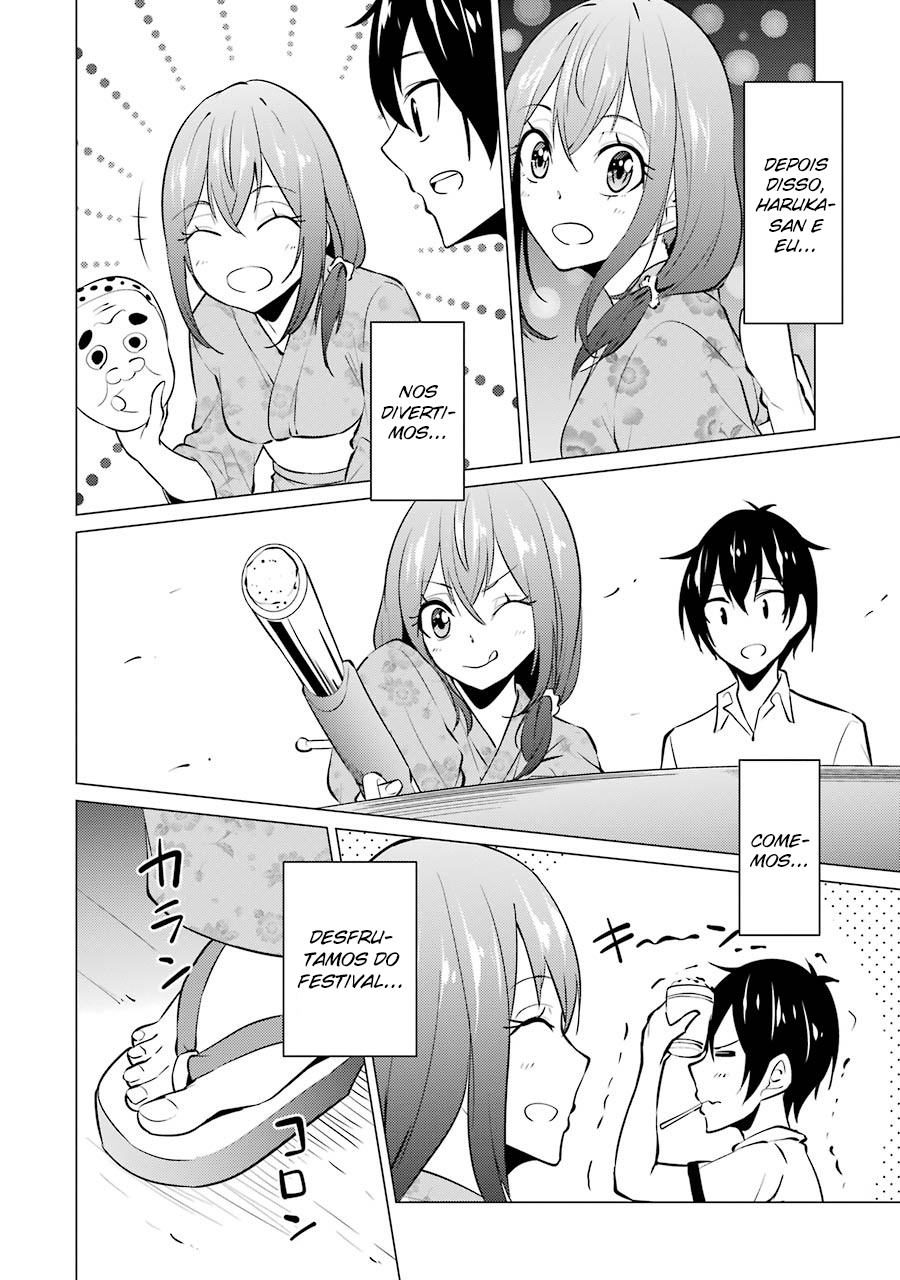 DEPOIS
DISSO,
HARUKA-
SAN E
EU...
NOS
DIVERTI-
MOS...
COME-
MOS...
キーン
DESFRU-
TAMOS DO
FESTIVAL...
カラン
コロン